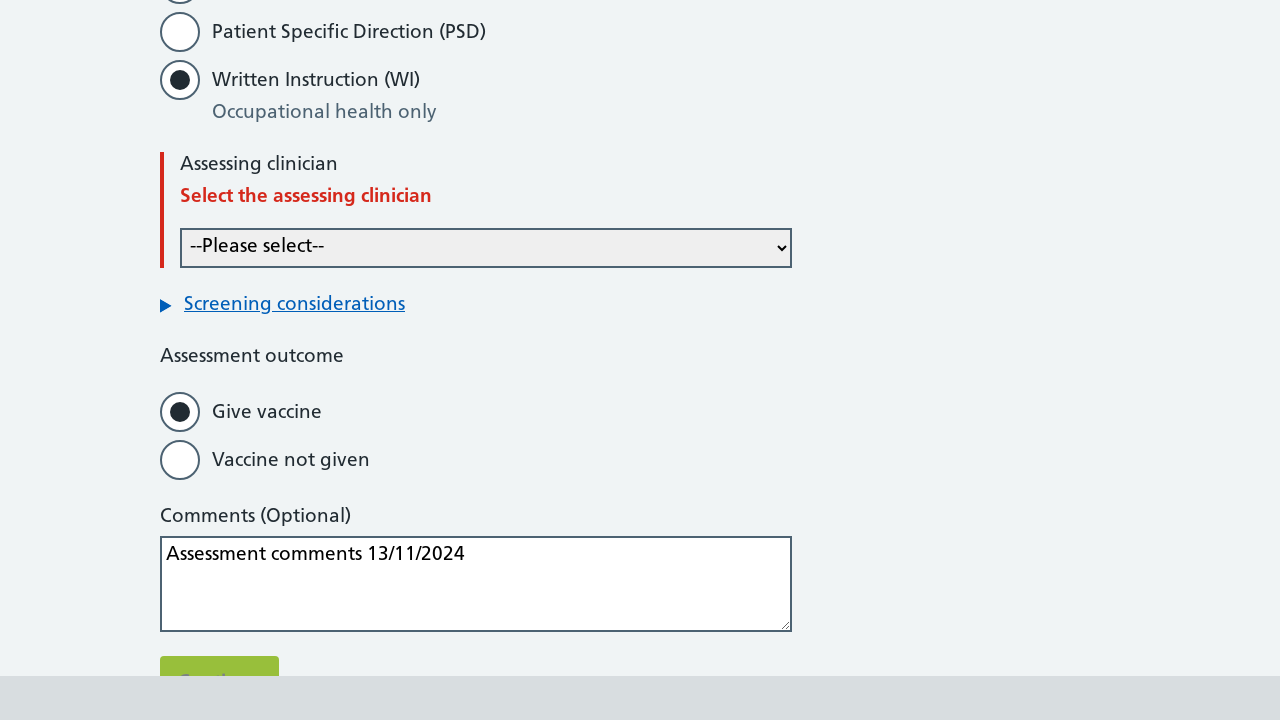 Patient Specific Direction (PSD)
Written Instruction (WI)
Occupational health only
Assessing clinician
Select the assessing clinician
--Please select--
Screening considerations
Assessment outcome
Give vaccine
Vaccine not given
Comments (Optional)
Assessment comments 13/11/2024